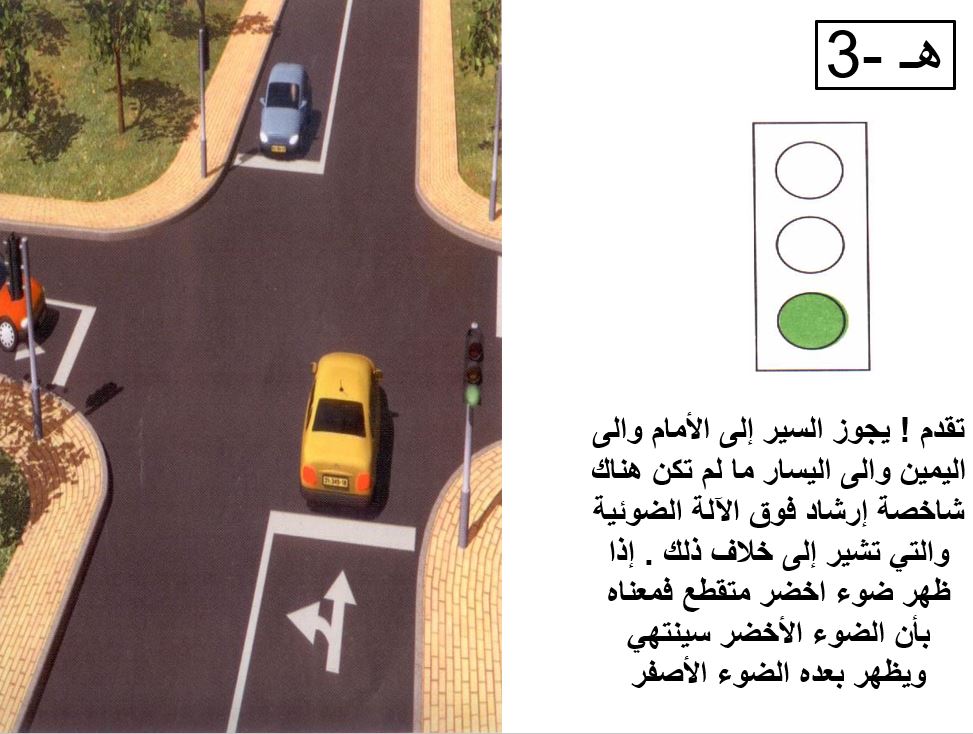 هـ -3
تقدم ! يجوز السير إلى الأمام والى
اليمين والى اليسار ما لم تكن هناك
شاخصة إرشاد فوق الآلة الضوئية
والتي تشير إلى خلاف ذلك . إذا
ظهر ضوء اخضر متقطع فمعناه
بأن الضوء الأخضر سينتهي
ويظهر بعده الضوء الأصفر